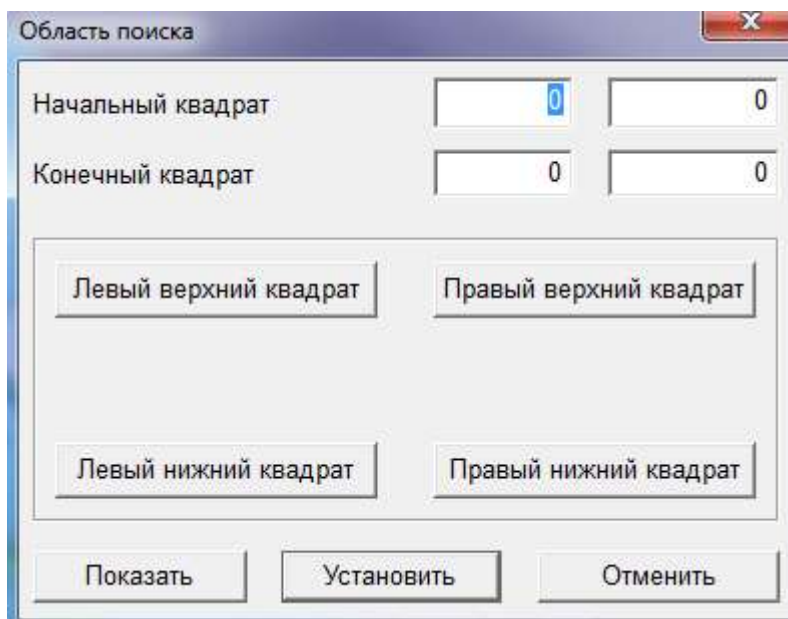 Область поиска
Начальный квадрат 0 0
Конечный квадрат 0 0
Левый верхний квадрат Правый верхний квадрат
Левый нижний квадрат Правый нижний квадрат
Показать Установить Отменить